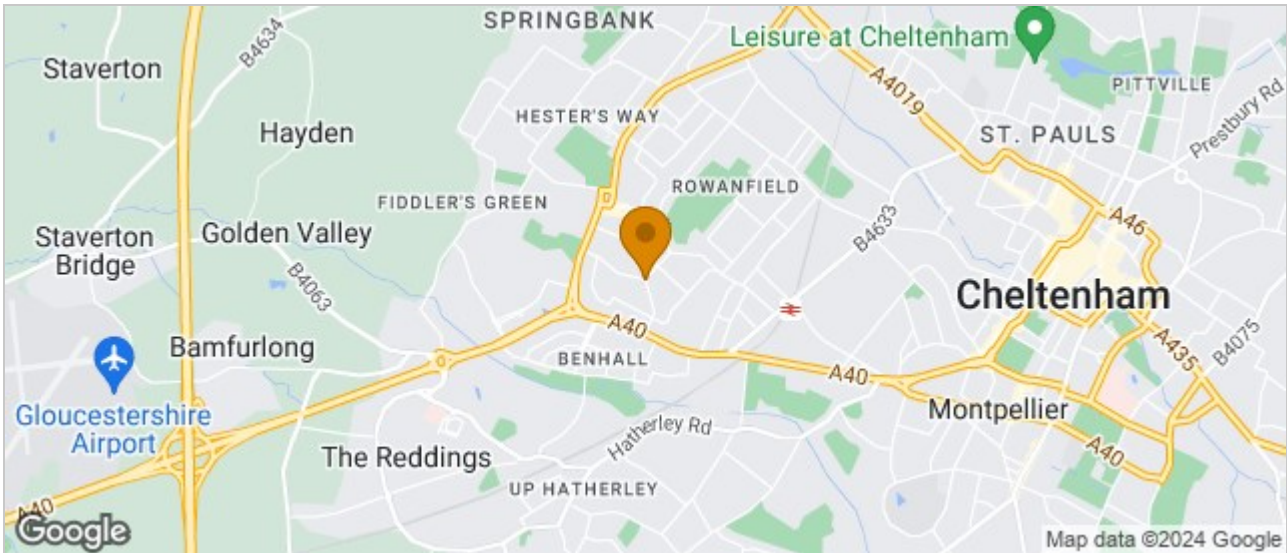 SPRINGBANK
B4634
Leisure at Cheltenham
A4019
Staverton
PITTVILLE
Prestbury Rd
HESTER'S WAY
Hayden
ST. PAULS
ROWANFIELD
FIDDLER'S GREEN
B4633
A46
Staverton
Bridge
Golden Valley
B4063
Cheltenham
A40
B4075
Bamfurlong
BENHALL
A435
A40
Gloucestershire
Airport
Montpellier
Hatherley Rd
The Reddings
A40
UP HATHERLEY
A40
Google
Map data ©2024 Google